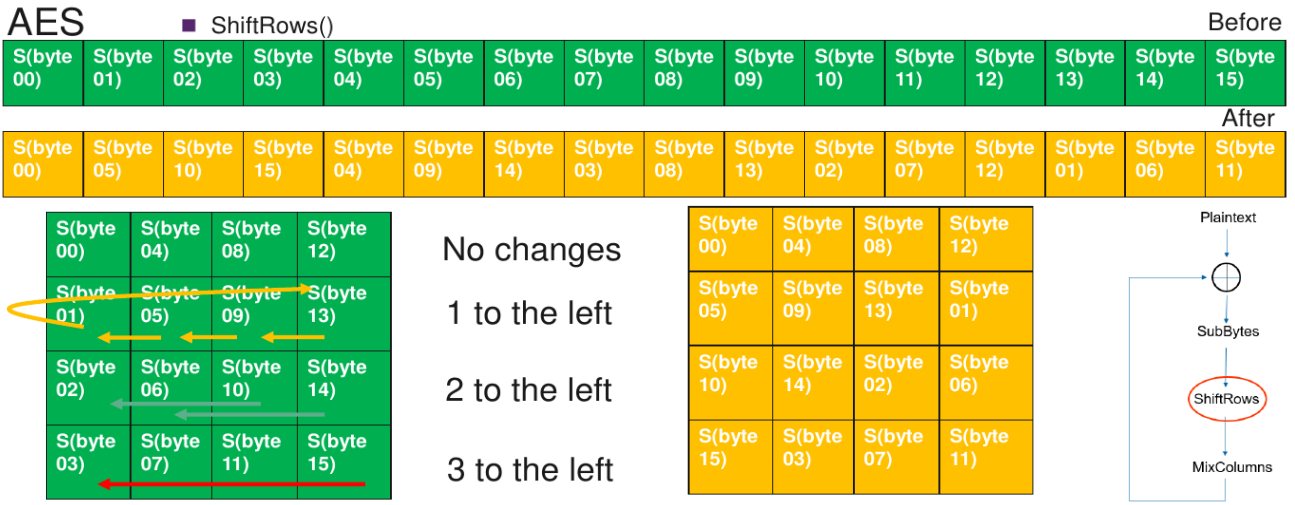 AES
■ ShiftRows()
Before
S(byte 00) S(byte 01) S(byte 02) S(byte 03) S(byte 04) S(byte 05) S(byte 06) S(byte 07) S(byte 08) S(byte 09) S(byte 10) S(byte 11) S(byte 12) S(byte 13) S(byte 14) S(byte 15)
After
S(byte 00) S(byte 05) S(byte 10) S(byte 15) S(byte 04) S(byte 09) S(byte 14) S(byte 03) S(byte 08) S(byte 13) S(byte 02) S(byte 07) S(byte 12) S(byte 01) S(byte 06) S(byte 11)
S(byte 00) S(byte 04) S(byte 08) S(byte 12)
S(byte 01) S(byte 05) S(byte 09) S(byte 13)
S(byte 02) S(byte 06) S(byte 10) S(byte 14)
S(byte 03) S(byte 07) S(byte 11) S(byte 15)
No changes
1 to the left
2 to the left
3 to the left
S(byte 00) S(byte 04) S(byte 08) S(byte 12)
S(byte 05) S(byte 09) S(byte 13) S(byte 01)
S(byte 10) S(byte 14) S(byte 02) S(byte 06)
S(byte 15) S(byte 03) S(byte 07) S(byte 11)
Plaintext
SubBytes
ShiftRows
MixColumns